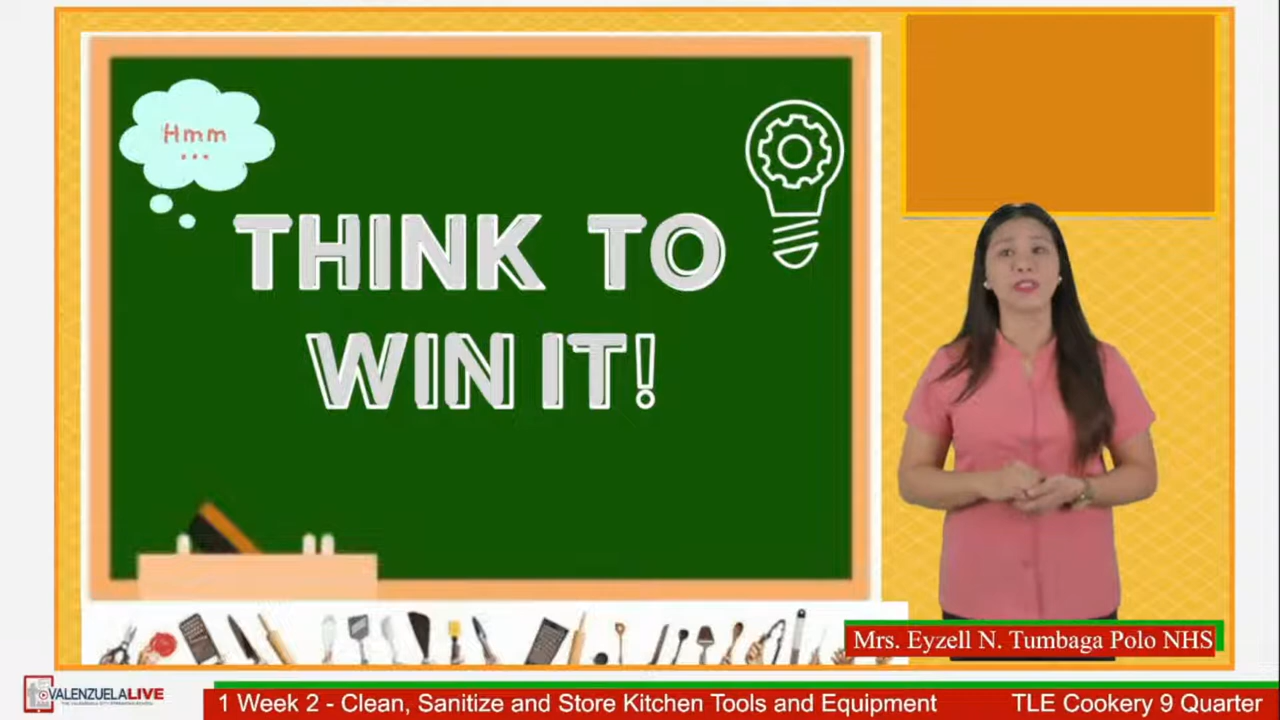 Hmm
...
THINK TO
WIN IT!
Mrs. Eyzell N. Tumbaga Polo NHS
VALENZUELALIVE
1 Week 2 - Clean, Sanitize and Store Kitchen Tools and Equipment
TLE Cookery 9 Quarter